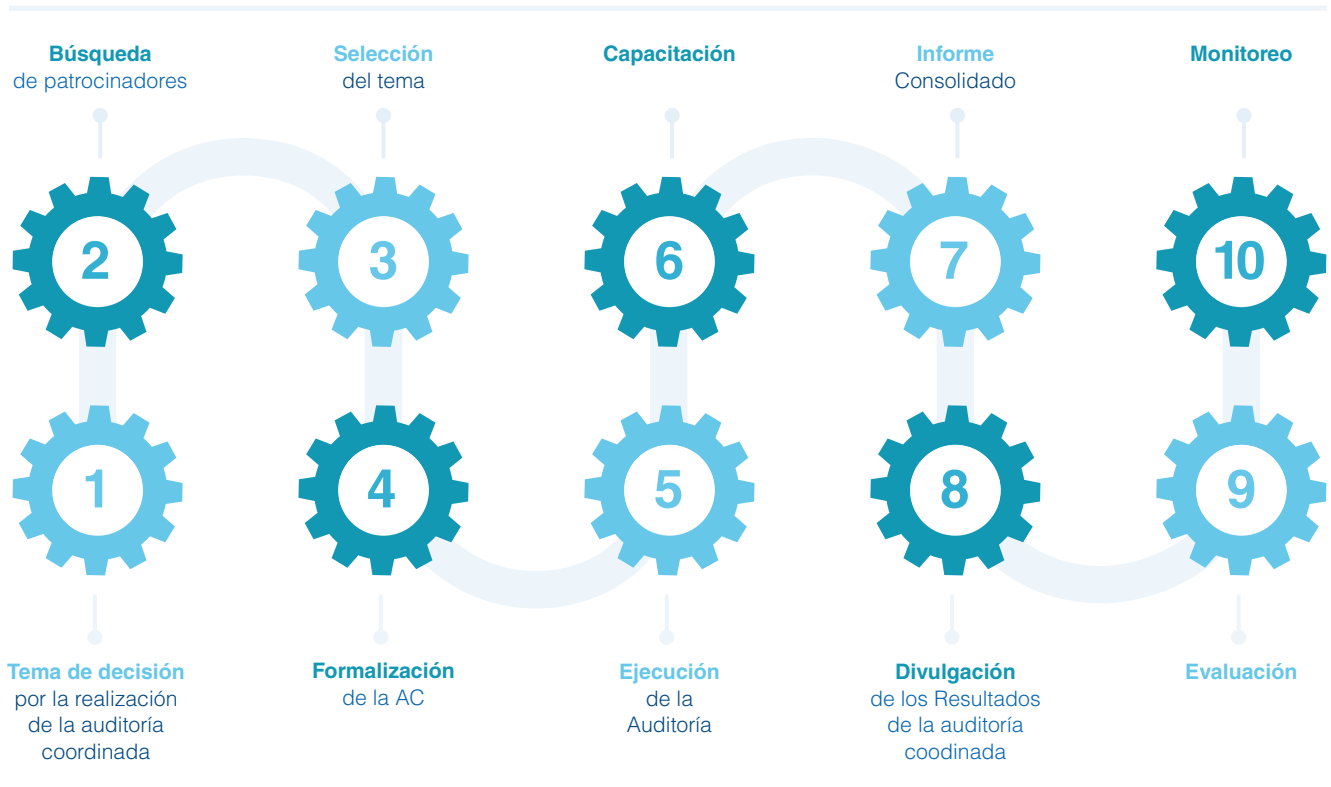 Búsqueda
de patrocinadores
Selección
del tema
Capacitación
Informe
Consolidado
Monitoreo
2
3
6
7
10
1
4
5
8
9
Tema de decisión
por la realización
de la auditoría
coordinada
Formalización
de la AC
Ejecución
de la
Auditoría
Divulgación
de los Resultados
de la auditoría
coodinada
Evaluación